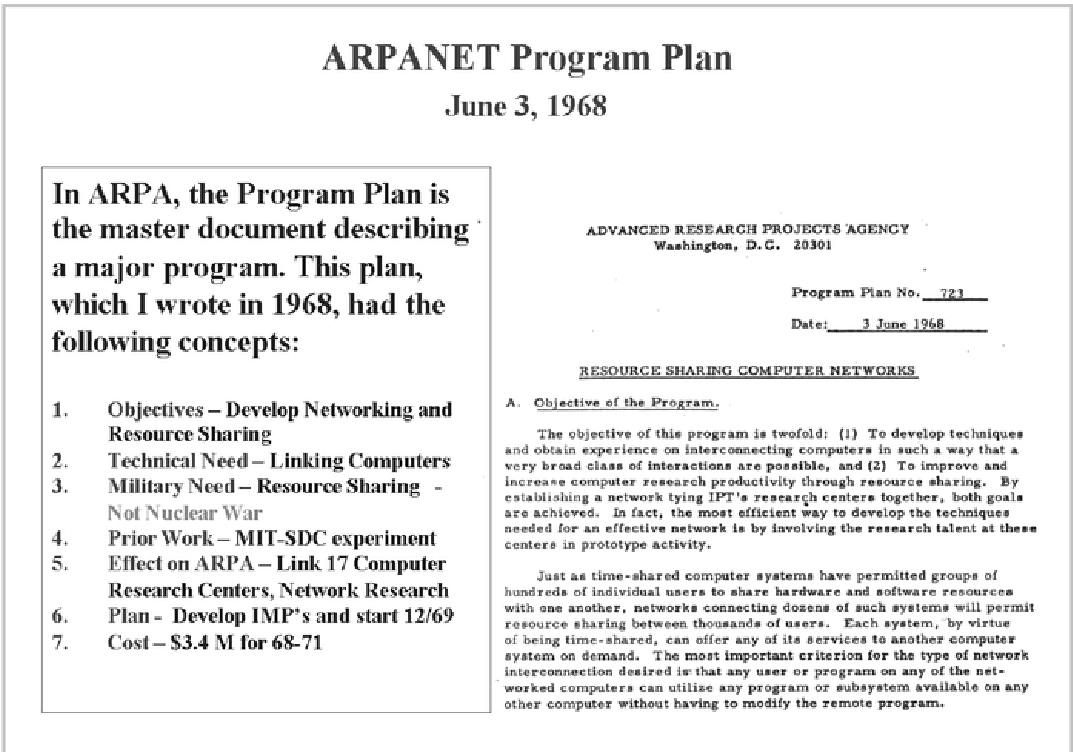 ARPANET Program Plan
June 3, 1968
In ARPA, the Program Plan is
the master document describing
a major program. This plan,
which I wrote in 1968, had the
following concepts:
1. Objectives – Develop Networking and
Resource Sharing
2. Technical Need – Linking Computers
3. Military Need – Resource Sharing -
Not Nuclear War
4. Prior Work – MIT-SDC experiment
5. Effect on ARPA – Link 17 Computer
Research Centers, Network Research
6. Plan - Develop IMP's and start 12/69
7. Cost – $3.4 M for 68-71
ADVANCED RESEARCH PROJECTS AGENCY
Washington, D.C. 20301
Program Plan No. 723
Date: 3 June 1968
RESOURCE SHARING COMPUTER NETWORKS
A. Objective of the Program.
The objective of this program is twofold: (1) To develop techniques
and obtain experience on interconnecting computers in such a way that a
very broad class of interactions are possible, and (2) To improve and
increase computer research productivity through resource sharing. By
establishing a network tying IPT's research centers together, both goals
are achieved. In fact, the most efficient way to develop the techniques
needed for an effective network is by involving the research talent at these
centers in prototype activity.
Just as time-shared computer systems have permitted groups of
hundreds of individual users to share hardware and software resources
with one another, networks connecting dozens of such systems will permit
resource sharing between thousands of users. Each system, by virtue
of being time-shared, can offer any of its services to another computer
system on demand. The most important criterion for the type of network
interconnection desired is that any user or program on any of the net-
worked computers can utilize any program or subsystem available on any
other computer without having to modify the remote program.